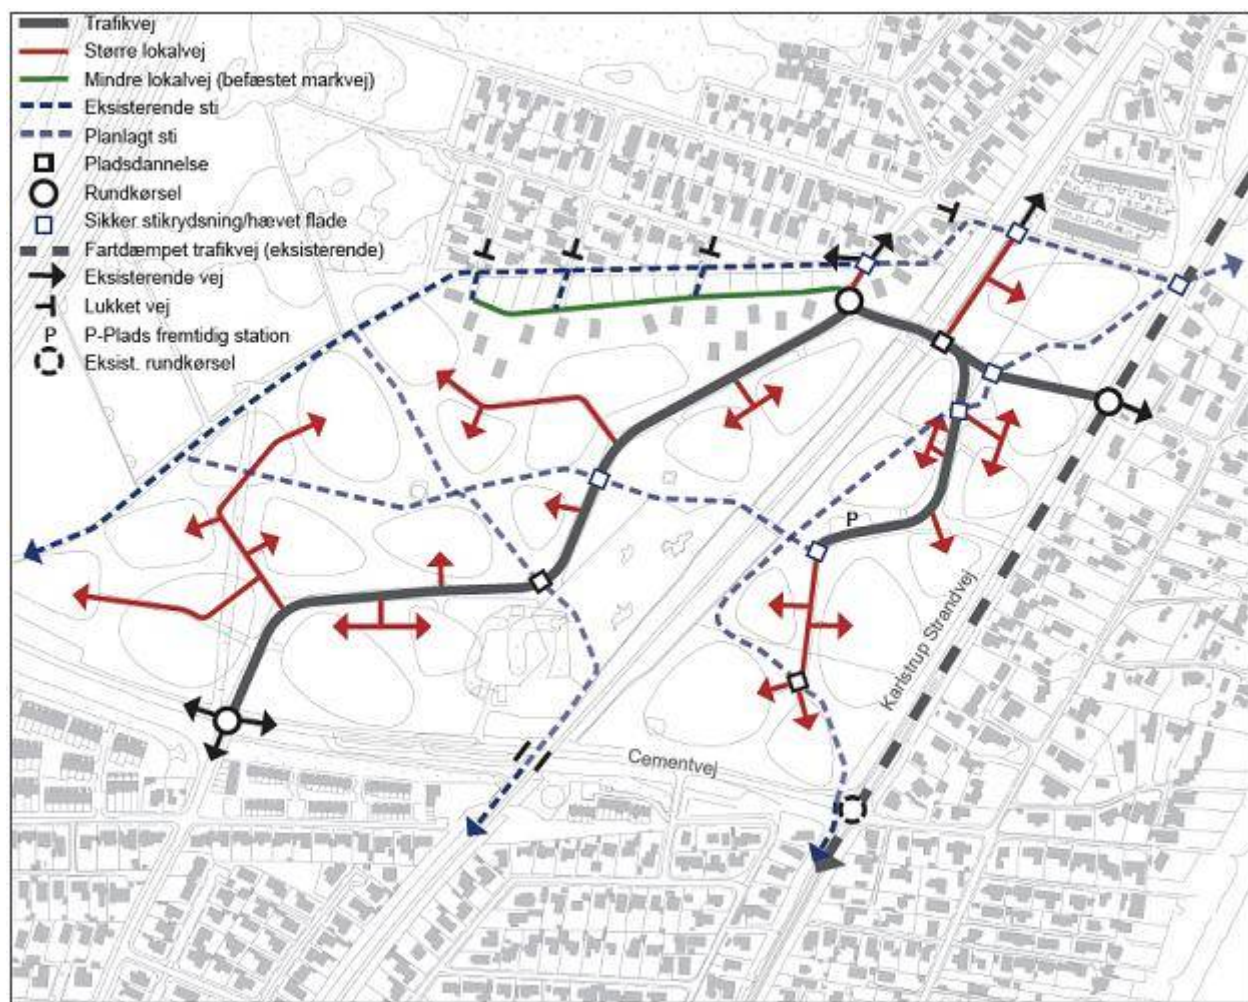 Trafikvej
Større lokalvej
Mindre lokalvej (befæstet markvej)
Eksisterende sti
Planlagt sti
Pladsdannelse
Rundkørsel
Sikker stikrydsning/hævet flade
Fartdæmpet trafikvej (eksisterende)
Eksisterende vej
Lukket vej
P P-Plads fremtidig station
Eksist. rundkørsel
P
Karlstrup Strandvej
Cementvej